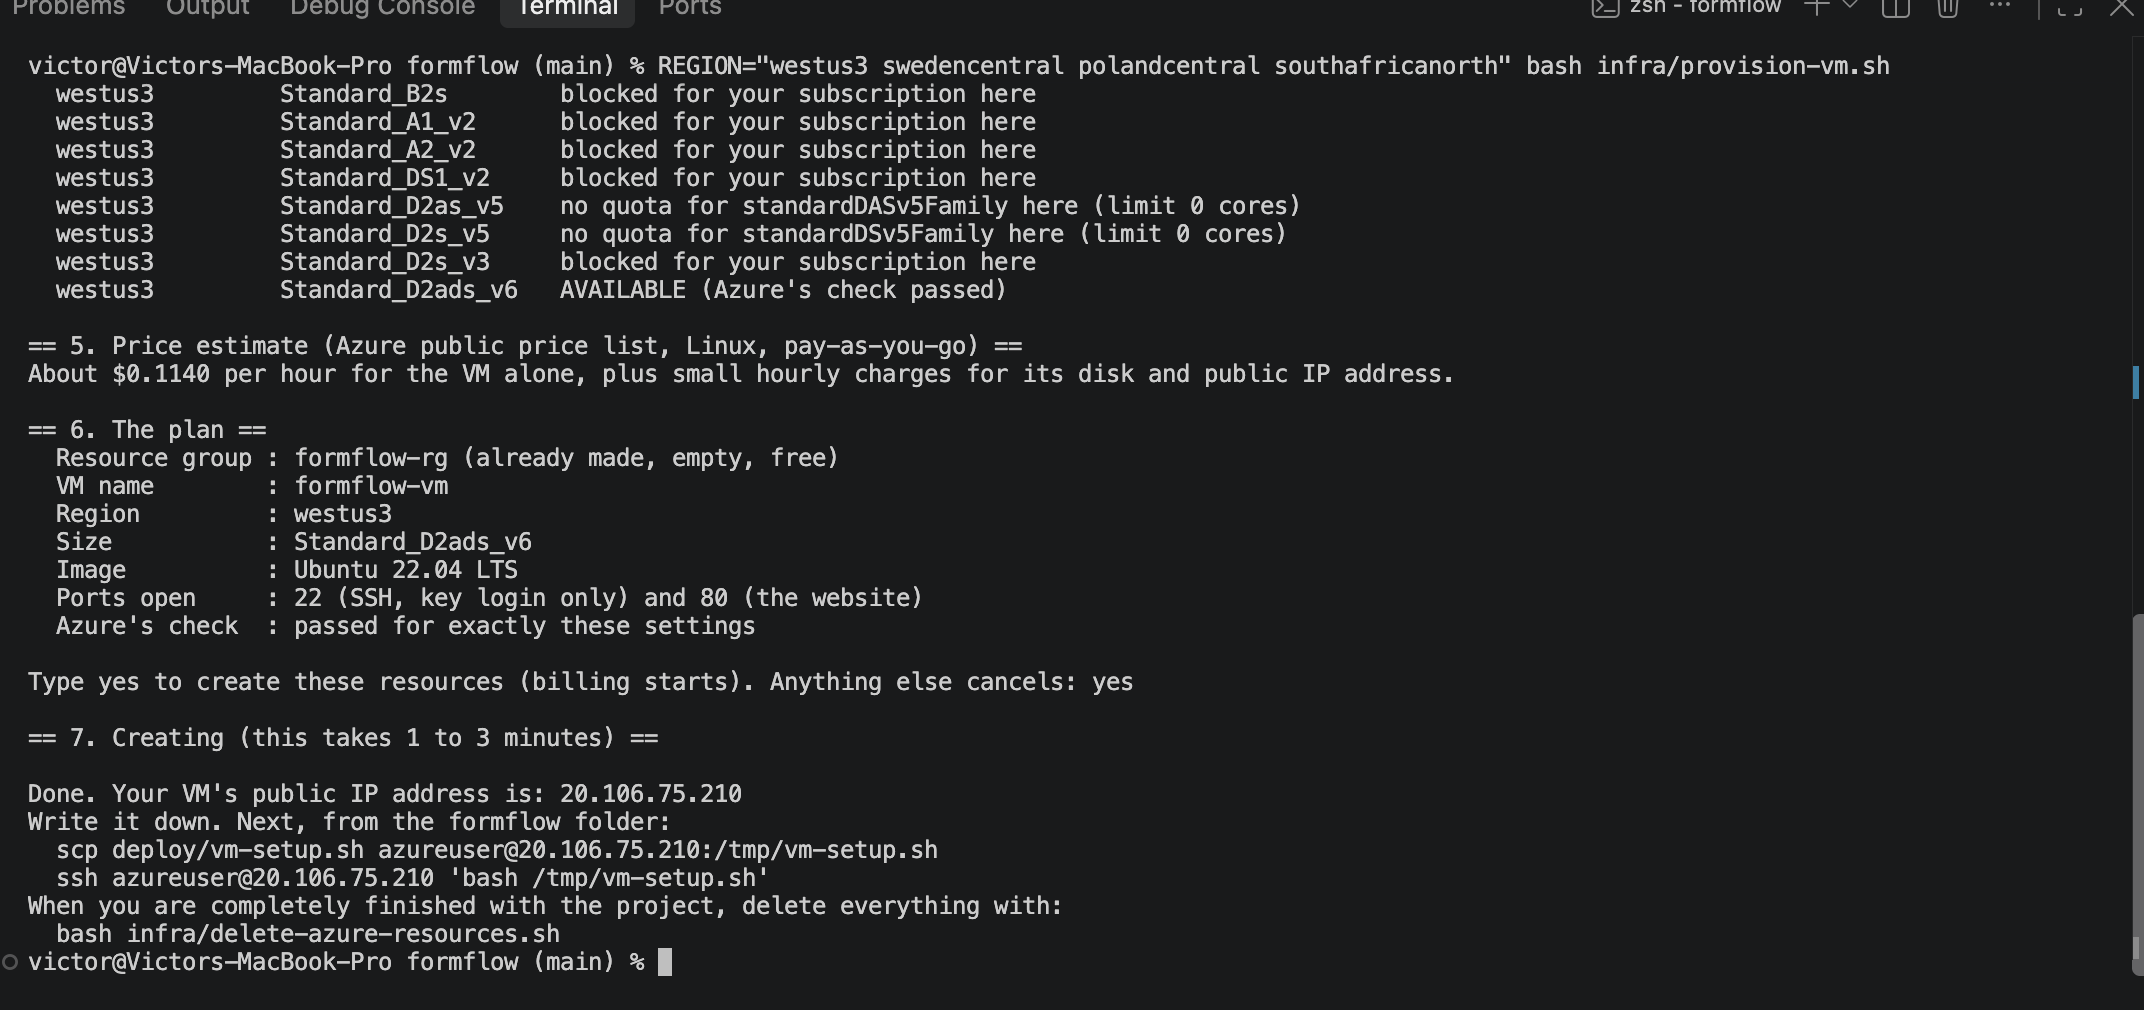 Problems Output Debug Console Terminal Ports zsh - formflow
victor@Victors-MacBook-Pro formflow (main) % REGION="westus3 swedencentral polandcentral southafricanorth" bash infra/provision-vm.sh
westus3 Standard_B2s blocked for your subscription here
westus3 Standard_A1_v2 blocked for your subscription here
westus3 Standard_A2_v2 blocked for your subscription here
westus3 Standard_DS1_v2 blocked for your subscription here
westus3 Standard_D2as_v5 no quota for standardDASv5Family here (limit 0 cores)
westus3 Standard_D2s_v5 no quota for standardDSv5Family here (limit 0 cores)
westus3 Standard_D2s_v3 blocked for your subscription here
westus3 Standard_D2ads_v6 AVAILABLE (Azure's check passed)
== 5. Price estimate (Azure public price list, Linux, pay-as-you-go) ==
About $0.1140 per hour for the VM alone, plus small hourly charges for its disk and public IP address.
== 6. The plan ==
Resource group : formflow-rg (already made, empty, free)
VM name : formflow-vm
Region : westus3
Size : Standard_D2ads_v6
Image : Ubuntu 22.04 LTS
Ports open : 22 (SSH, key login only) and 80 (the website)
Azure's check : passed for exactly these settings
Type yes to create these resources (billing starts). Anything else cancels: yes
== 7. Creating (this takes 1 to 3 minutes) ==
Done. Your VM's public IP address is: 20.106.75.210
Write it down. Next, from the formflow folder:
scp deploy/vm-setup.sh azureuser@20.106.75.210:/tmp/vm-setup.sh
ssh azureuser@20.106.75.210 'bash /tmp/vm-setup.sh'
When you are completely finished with the project, delete everything with:
bash infra/delete-azure-resources.sh
victor@Victors-MacBook-Pro formflow (main) %